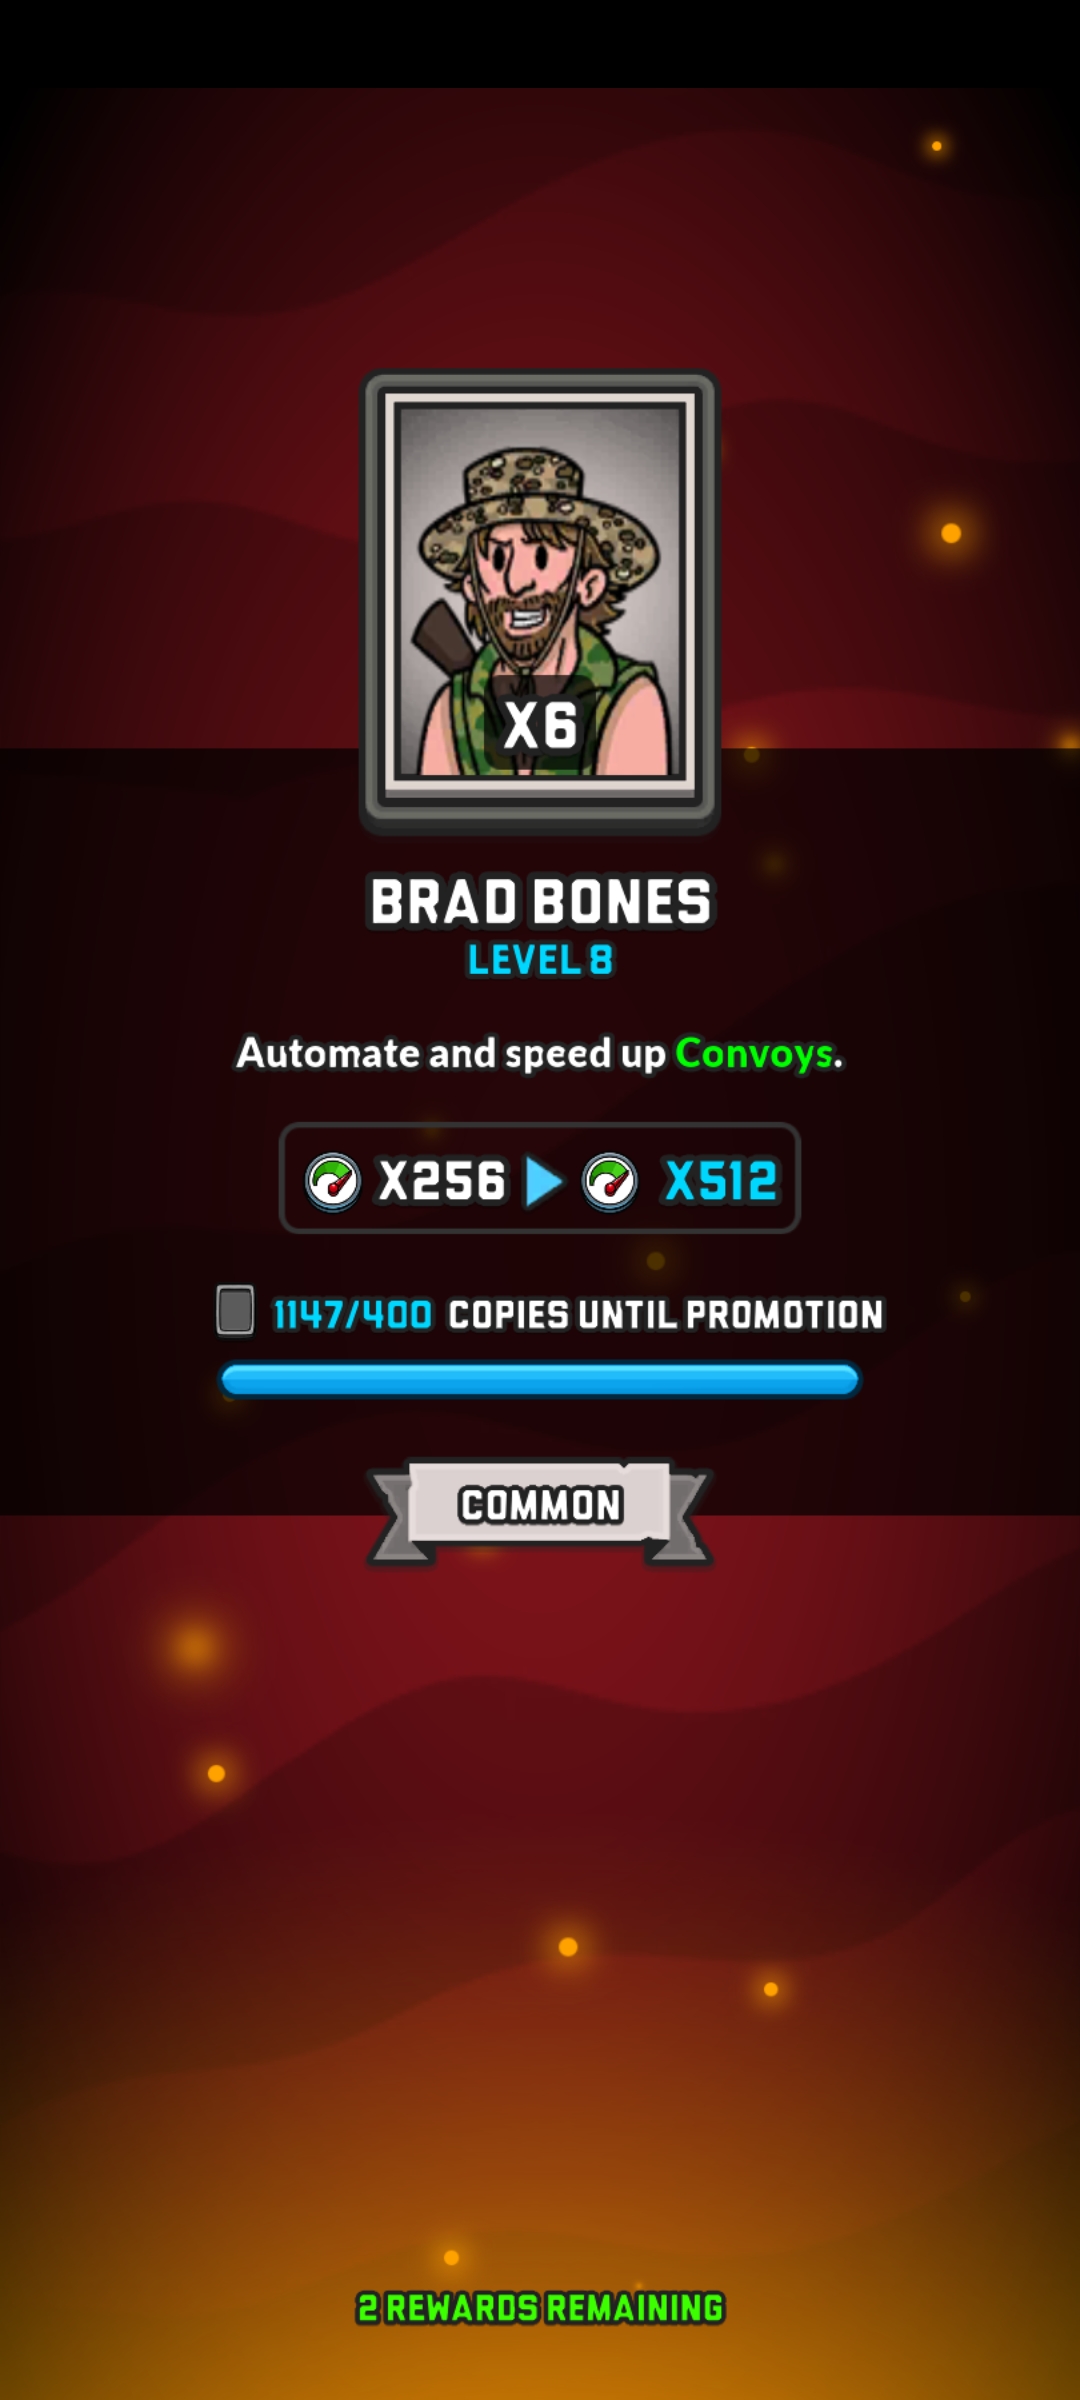 X6
BRAD BONES
LEVEL 8
Automate and speed up Convoys.
X256 X512
1147/400 COPIES UNTIL PROMOTION
COMMON
2 REWARDS REMAINING